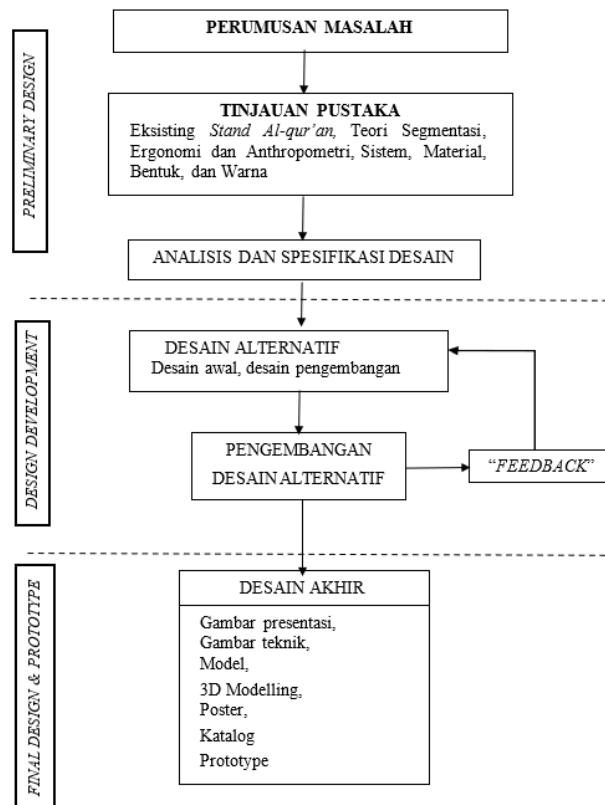 PRELIMINARY DESIGN
PERUMUSAN MASALAH
TINJAUAN PUSTAKA
Eksisting Stand Al-qur'an, Teori Segmentasi,
Ergonomi dan Anthropometri, Sistem, Material,
Bentuk, dan Warna
ANALISIS DAN SPESIFIKASI DESAIN
DESIGN DEVELOPMENT
DESAIN ALTERNATIF
Desain awal, desain pengembangan
PENGEMBANGAN
DESAIN ALTERNATIF
“FEEDBACK”
FINAL DESIGN & PROTOTYPE
DESAIN AKHIR
Gambar presentasi,
Gambar teknik,
Model,
3D Modelling,
Poster,
Katalog
Prototype